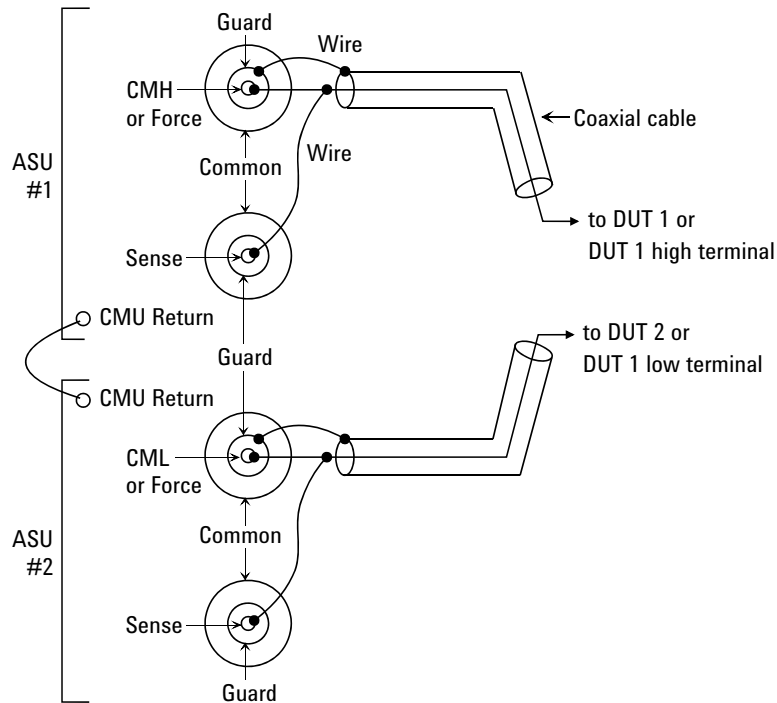 Guard
Wire
CMH
or Force
Coaxial cable
ASU
#1
Common
Wire
to DUT 1 or
DUT 1 high terminal
Sense
CMU Return
Guard
to DUT 2 or
DUT 1 low terminal
CMU Return
CML
or Force
ASU
#2
Common
Sense
Guard